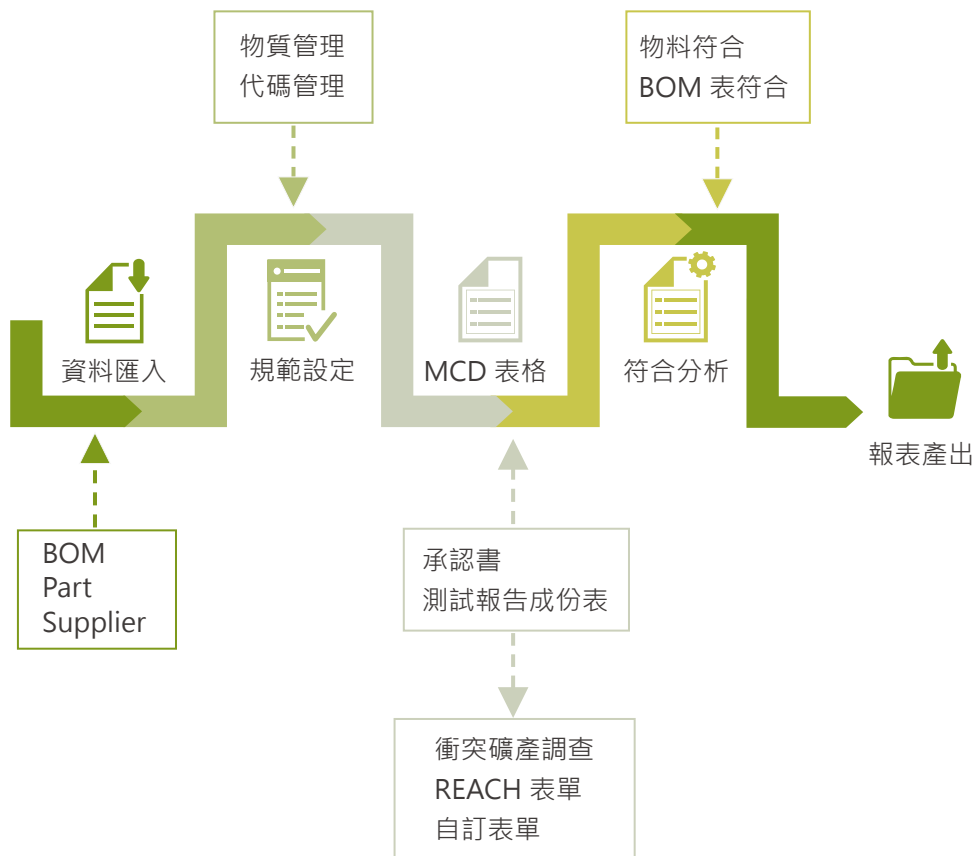 物質管理
代碼管理
物料符合
BOM 表符合
資料匯入
規範設定
MCD 表格
符合分析
報表產出
BOM
Part
Supplier
承認書
測試報告成份表
衝突礦產調查
REACH 表單
自訂表單